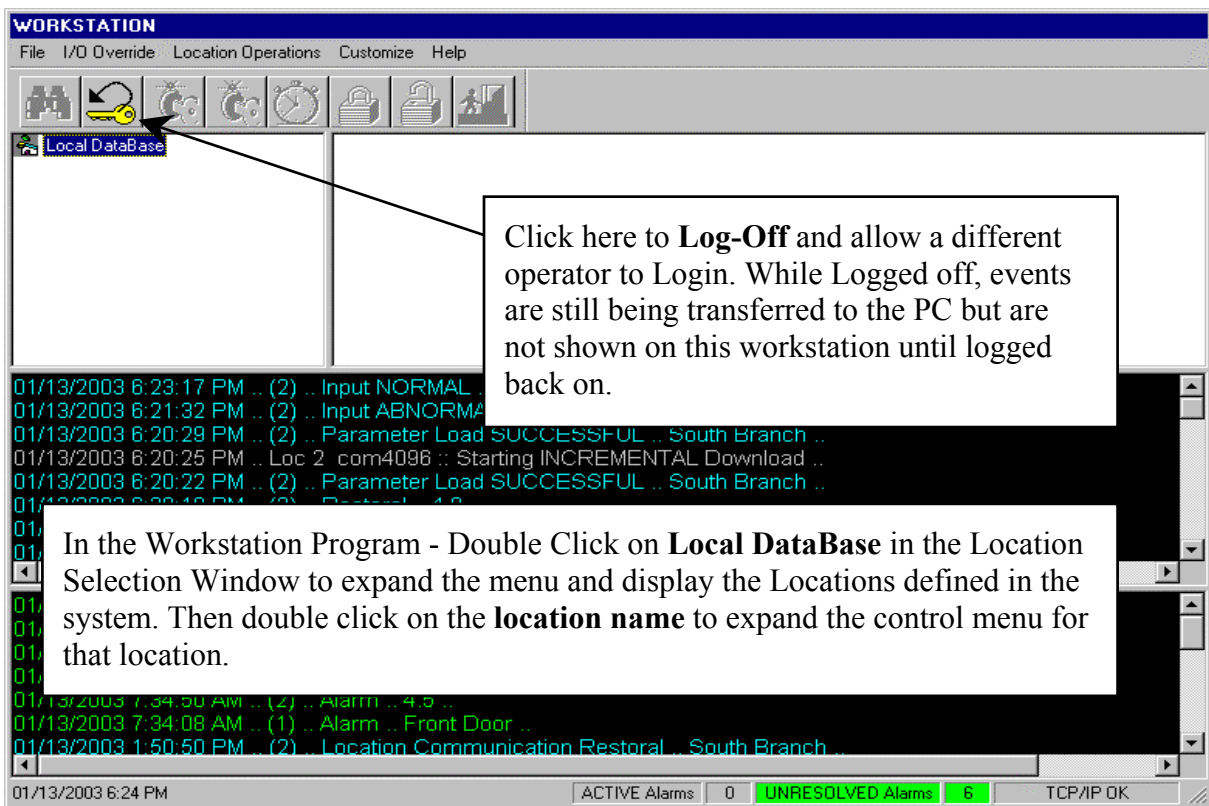 WORKSTATION
File I/O Override Location Operations Customize Help
Local DataBase
Click here to Log-Off and allow a different
operator to Login. While Logged off, events
are still being transferred to the PC but are
not shown on this workstation until logged
back on.
01/13/2003 6:23:17 PM .. (2) .. Input NORMAL ..
01/13/2003 6:21:32 PM .. (2) .. Input ABNORMA
01/13/2003 6:20:29 PM .. (2) .. Parameter Load SUCCESSFUL .. South Branch ..
01/13/2003 6:20:25 PM .. Loc 2 com4096 :: Starting INCREMENTAL Download ..
01/13/2003 6:20:22 PM .. (2) .. Parameter Load SUCCESSFUL .. South Branch ..
In the Workstation Program - Double Click on Local DataBase in the Location
Selection Window to expand the menu and display the Locations defined in the
system. Then double click on the location name to expand the control menu for
that location.
01/13/2003 7:34:50 AM .. (2) .. Alarm .. 4.5 ..
01/13/2003 7:34:08 AM .. (1) .. Alarm .. Front Door ..
01/13/2003 1:50:50 PM .. (2) .. Location Communication Restoral .. South Branch ..
01/13/2003 6:24 PM ACTIVE Alarms 0 UNRESOLVED Alarms 6 TCP/IP OK